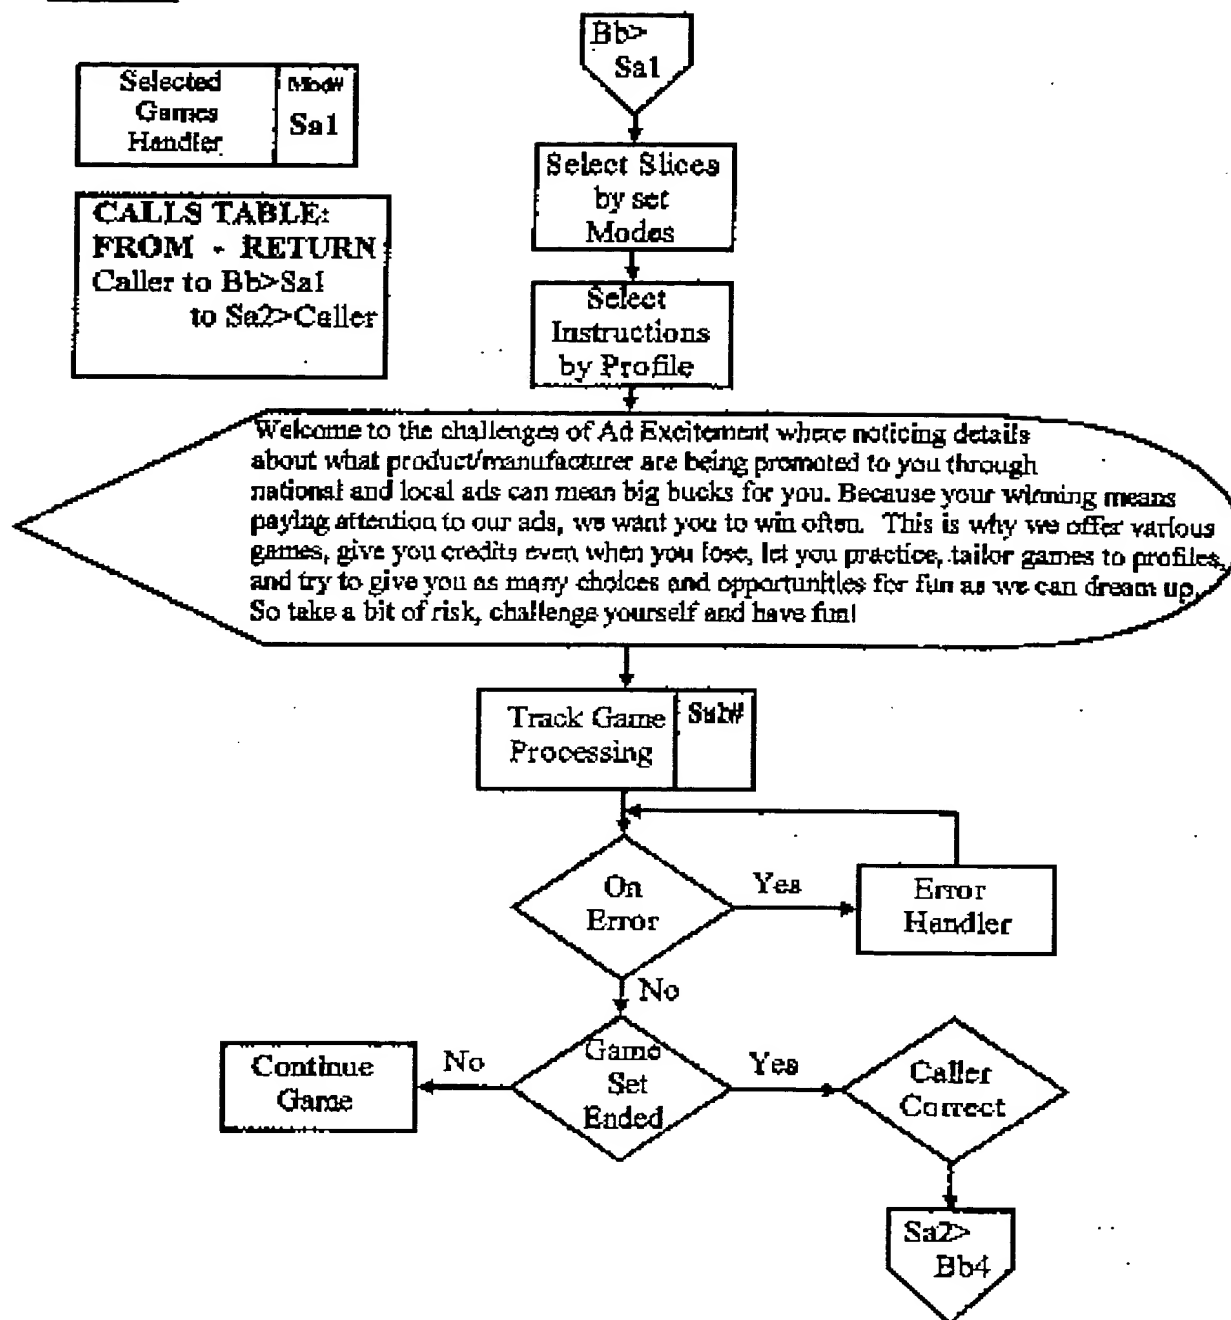 Bb>
Sa1
Selected
Games
Handler
Mod#
Sa1
CALLS TABLE:
FROM - RETURN
Caller to Bb>Sa1
to Sa2>Caller
Select Slices
by set
Modes
Select
Instructions
by Profile
Welcome to the challenges of Ad Excitement where noticing details
about what product/manufacturer are being promoted to you through
national and local ads can mean big bucks for you. Because your winning means
paying attention to our ads, we want you to win often. This is why we offer various
games, give you credits even when you lose, let you practice, tailor games to profiles,
and try to give you as many choices and opportunities for fun as we can dream up.
So take a bit of risk, challenge yourself and have fun!
Track Game
Processing
Sub#
On
Error
Yes
Error
Handler
No
Continue
Game
No
Game
Set
Ended
Yes
Caller
Correct
Sa2>
Bb4